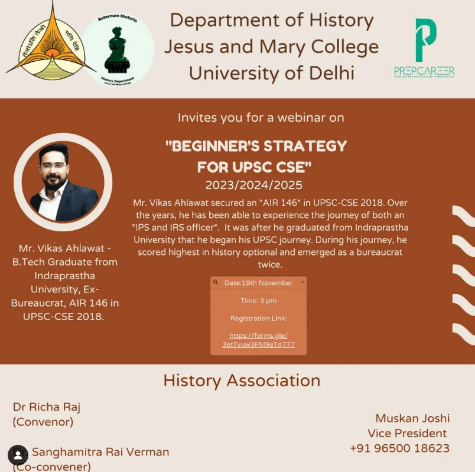 Department of History
Jesus and Mary College
University of Delhi
PREPCAREER
Invites you for a webinar on
"BEGINNER'S STRATEGY
FOR UPSC CSE"
2023/2024/2025
Mr. Vikas Ahlawat secured an "AIR 146" in UPSC-CSE 2018. Over
the years, he has been able to experience the journey of both an
"IPS and IRS officer". It was after he graduated from Indraprastha
University that he began his UPSC journey. During his journey, he
scored highest in history optional and emerged as a bureaucrat
twice.
Mr. Vikas Ahlawat -
B.Tech Graduate from
Indraprastha
University, Ex-
Bureaucrat, AIR 146 in
UPSC-CSE 2018.
Date:19th November
Time: 3 pm
Registration Link:
https://forms.gle/
History Association
Dr Richa Raj
(Convenor)
Sanghamitra Rai Verman
(Co-convener)
Muskan Joshi
Vice President
+91 96500 18623